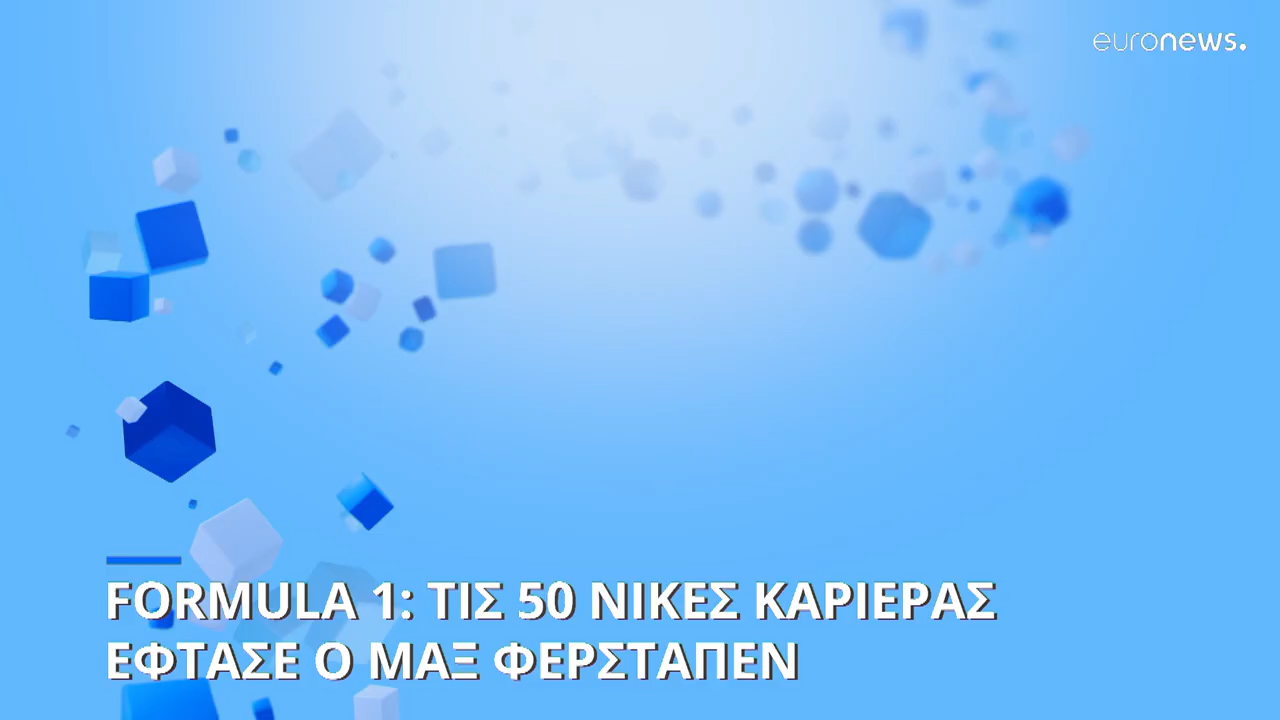 euronews.
FORMULA 1: ΤΙΣ 50 ΝΙΚΕΣ ΚΑΡΙΕΡΑΣ
ΕΦΤΑΣΕ Ο ΜΑΞ ΦΕΡΣΤΑΠΕΝ